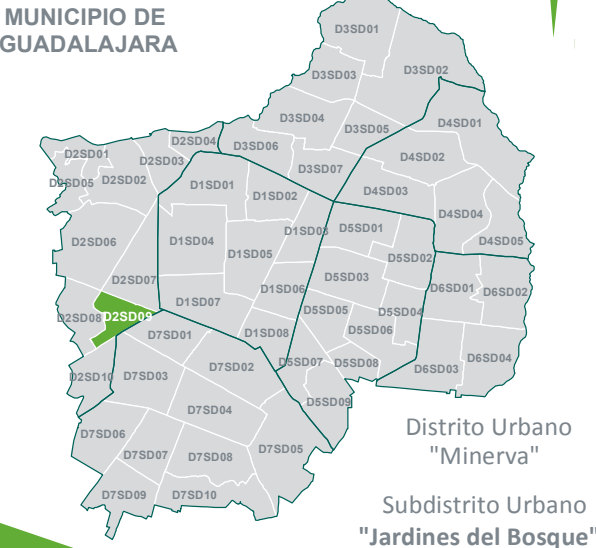 MUNICIPIO DE
GUADALAJARA
D3SD01
D3SD02
D3SD03
D3SD04
D4SD01
D3SD05
D2SD04
D3SD06
D2SD01
D2SD03
D4SD02
D3SD07
D2SD05
D2SD02
D1SD01
D1SD02
D4SD03
D4SD04
D1SD03
D5SD01
D2SD06
D1SD04
D4SD05
D1SD05
D5SD02
D2SD07
D5SD03
D1SD06
D6SD01
D6SD02
D1SD07
D5SD05
D5SD04
D2SD08
D2SD09
D5SD06
D7SD01
D1SD08
D6SD04
D5SD07
D5SD08
D7SD02
D6SD03
D2SD10
D7SD03
D5SD09
D7SD04
D7SD06
D7SD05
D7SD07
D7SD08
D7SD09
D7SD10
Distrito Urbano
"Minerva"
Subdistrito Urbano
"Jardines del Bosque"